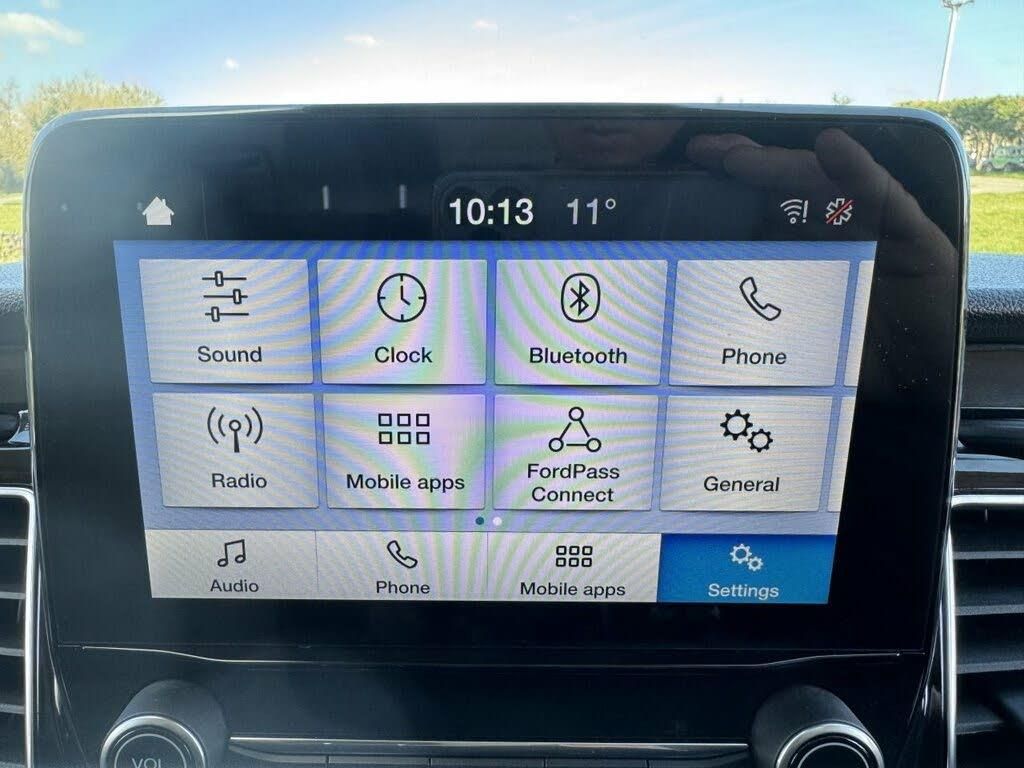 10:13 11°
Sound Clock Bluetooth Phone
Radio Mobile apps FordPass Connect General
Audio Phone Mobile apps Settings
VOL